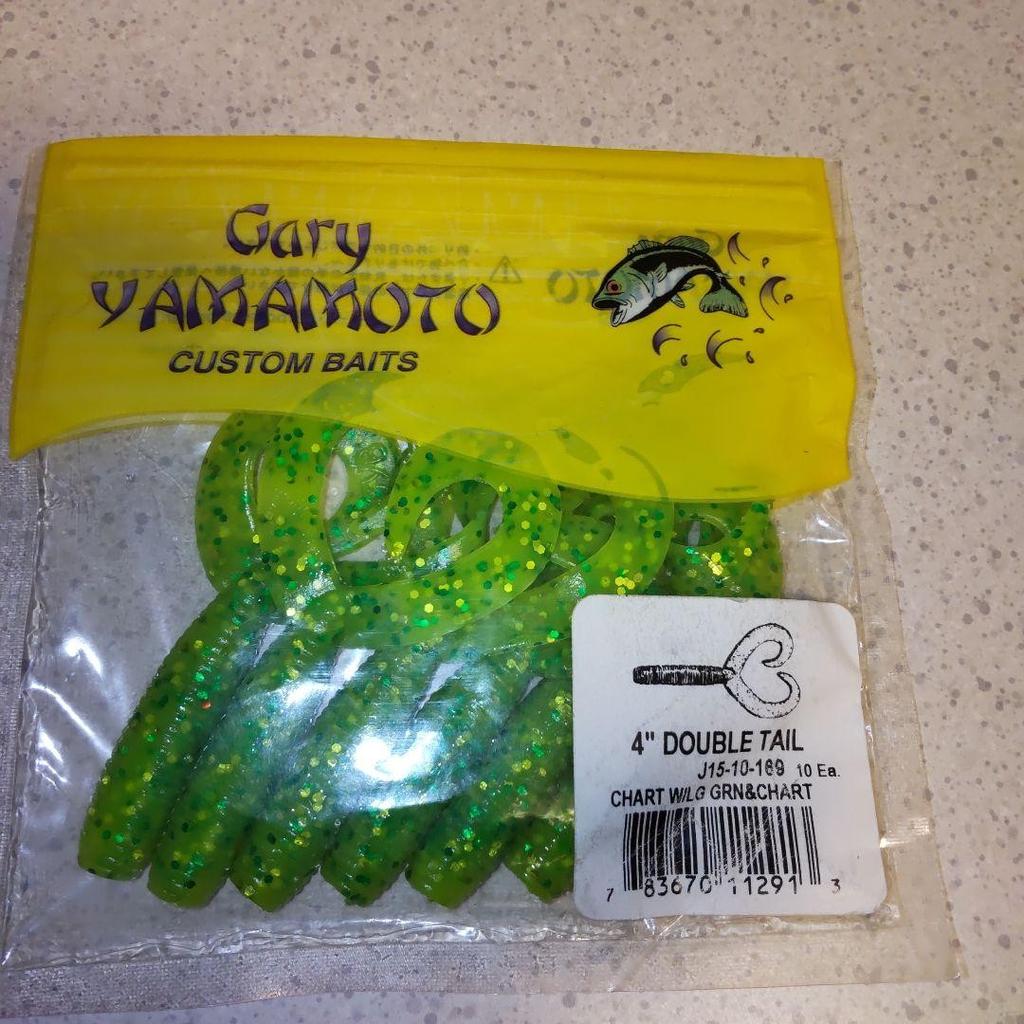 Gary
YAMAMOTO
CUSTOM BAITS
4" DOUBLE TAIL
J15-10-169 10 Ea.
CHART W/LG GRN&CHART
7 83670 11291 3